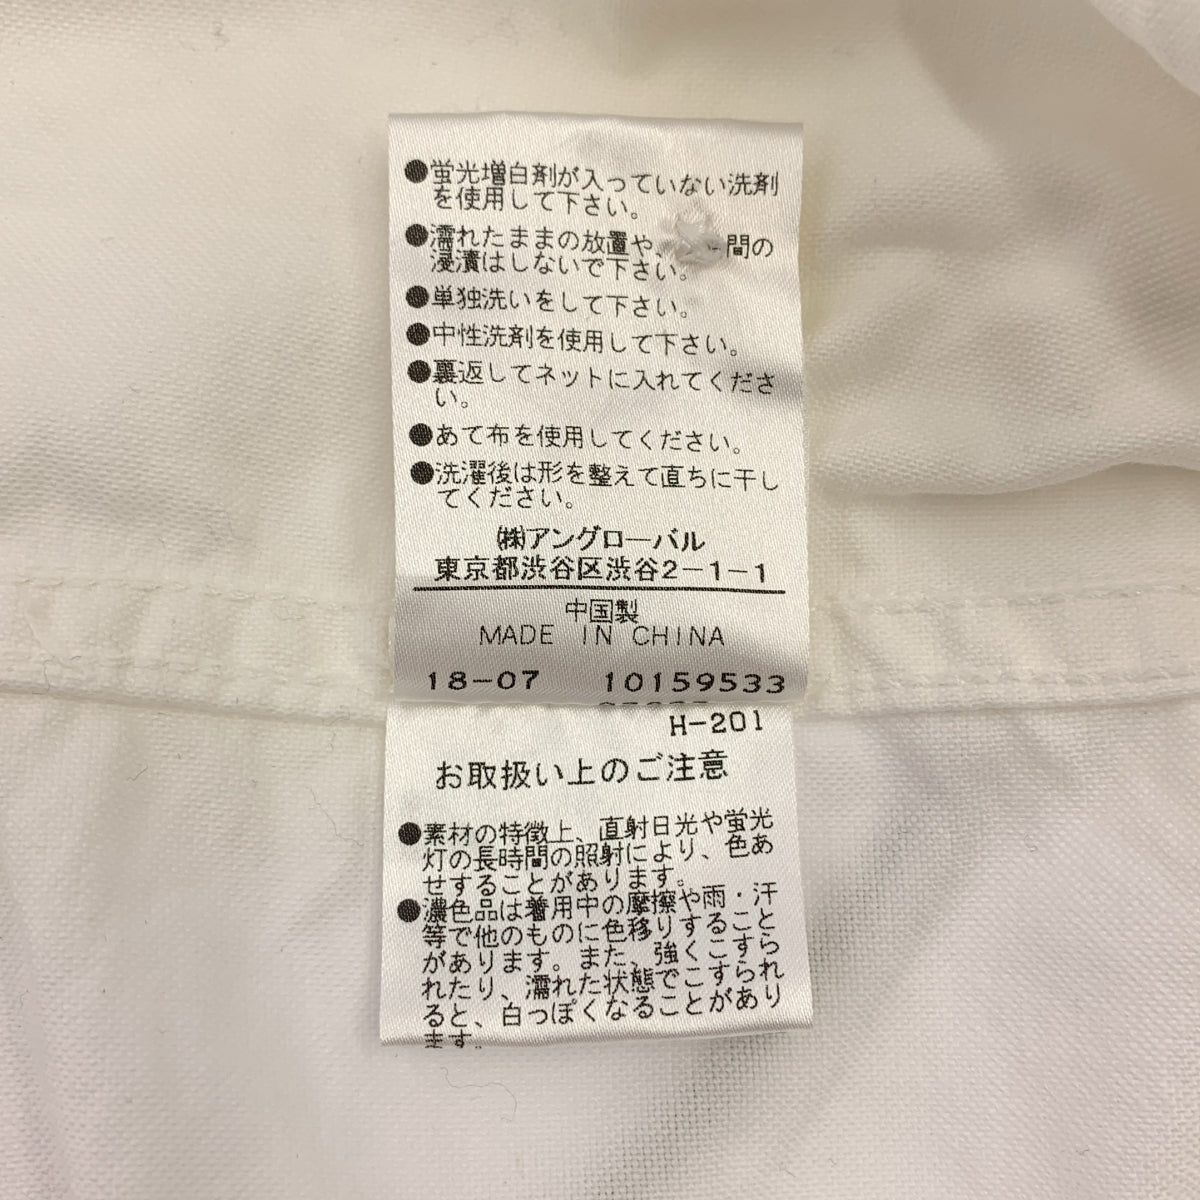 ●蛍光増白剤が入っていない洗剤
を使用して下さい。
●濡れたままの放置や、間の
浸漬はしないで下さい。
●単独洗いをして下さい。
●中性洗剤を使用して下さい。
●裏返してネットに入れてくださ
い。
●あて布を使用してください。
●洗濯後は形を整えて直ちに干し
てください。
㈱アングローバル
東京都渋谷区渋谷2-1-1
中国製
MADE IN CHINA
18-07 10159533
H-201
お取扱い上のご注意
●素材の特徴上、直射日光や蛍光
灯の長時間の照射により、色あ
せすることがあります。
●濃色品は着用中の摩擦や雨・汗
等で他のものに色移りすること
があります。また、強くこすら
れたり、濡れた状態でこすられ
ると、白っぽくなることがあり
ます。